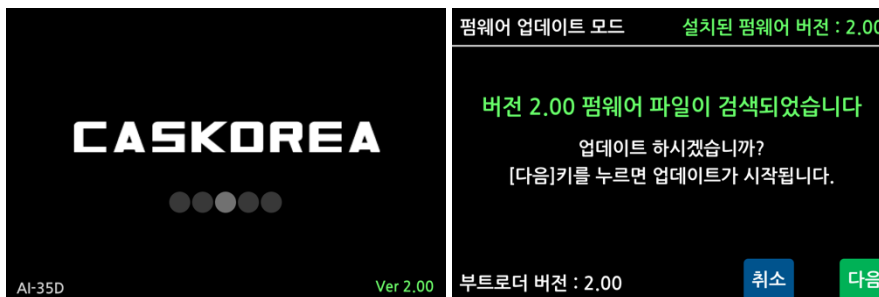 CASKOREA
AI-35D
Ver 2.00
펌웨어 업데이트 모드
설치된 펌웨어 버전 : 2.00
버전 2.00 펌웨어 파일이 검색되었습니다
업데이트 하시겠습니까?
[다음]키를 누르면 업데이트가 시작됩니다.
부트로더 버전 : 2.00
취소
다음